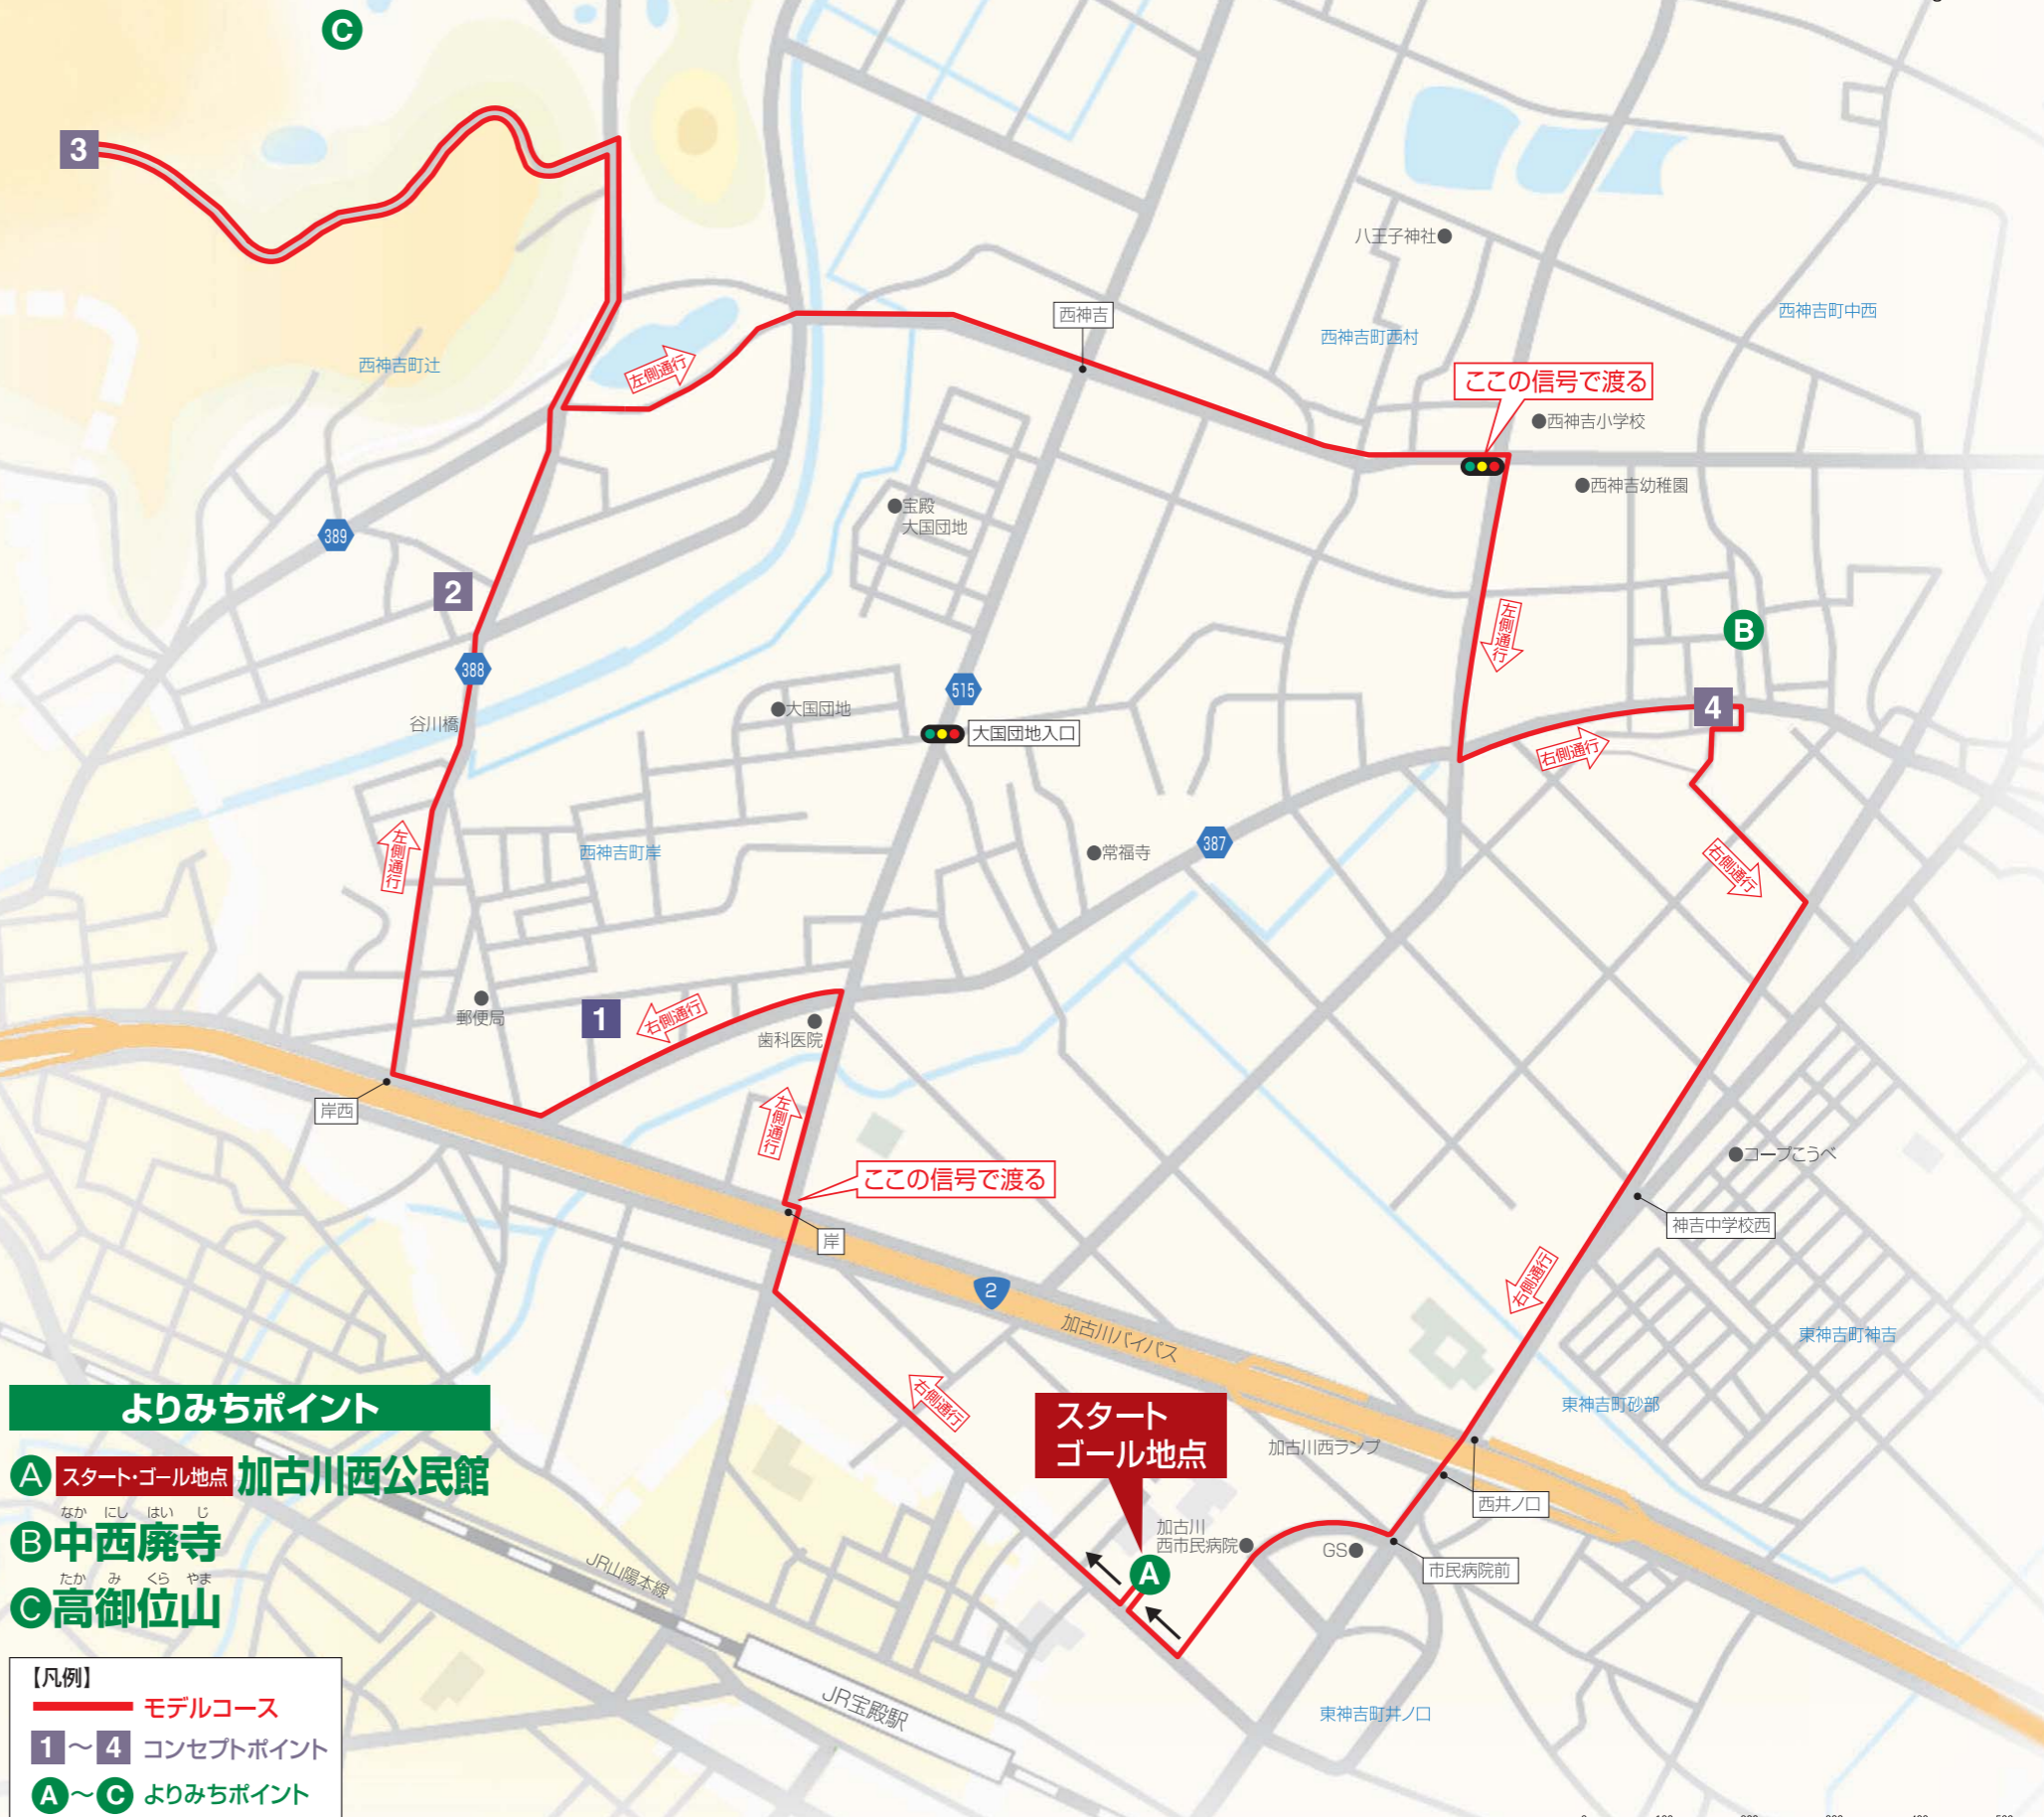 C
3
八王子神社
西神吉町中西
西神吉
西神吉町西村
西神吉町辻
左側通行
ここの信号で渡る
西神吉小学校
西神吉幼稚園
宝殿
大国団地
389
2
388
左側通行
B
515
大国団地
大国団地入口
谷川橋
4
右側通行
左側通行
西神吉町岸
常福寺
387
右側通行
郵便局
1
右側通行
歯科医院
岸西
左側通行
ここの信号で渡る
岸
コープこうべ
神吉中学校西
2
加古川バイパス
右側通行
東神吉町神吉
右側通行
東神吉町砂部
スタート
ゴール地点
加古川西ランプ
西井ノ口
加古川
西市民病院
GS
市民病院前
A
JR山陽本線
JR宝殿駅
東神吉町井ノ口
よりみちポイント
A スタート・ゴール地点 加古川西公民館
なか にし はい じ
B 中西廃寺
たか み くら やま
C 高御位山
【凡例】
モデルコース
1～4 コンセプトポイント
A～C よりみちポイント